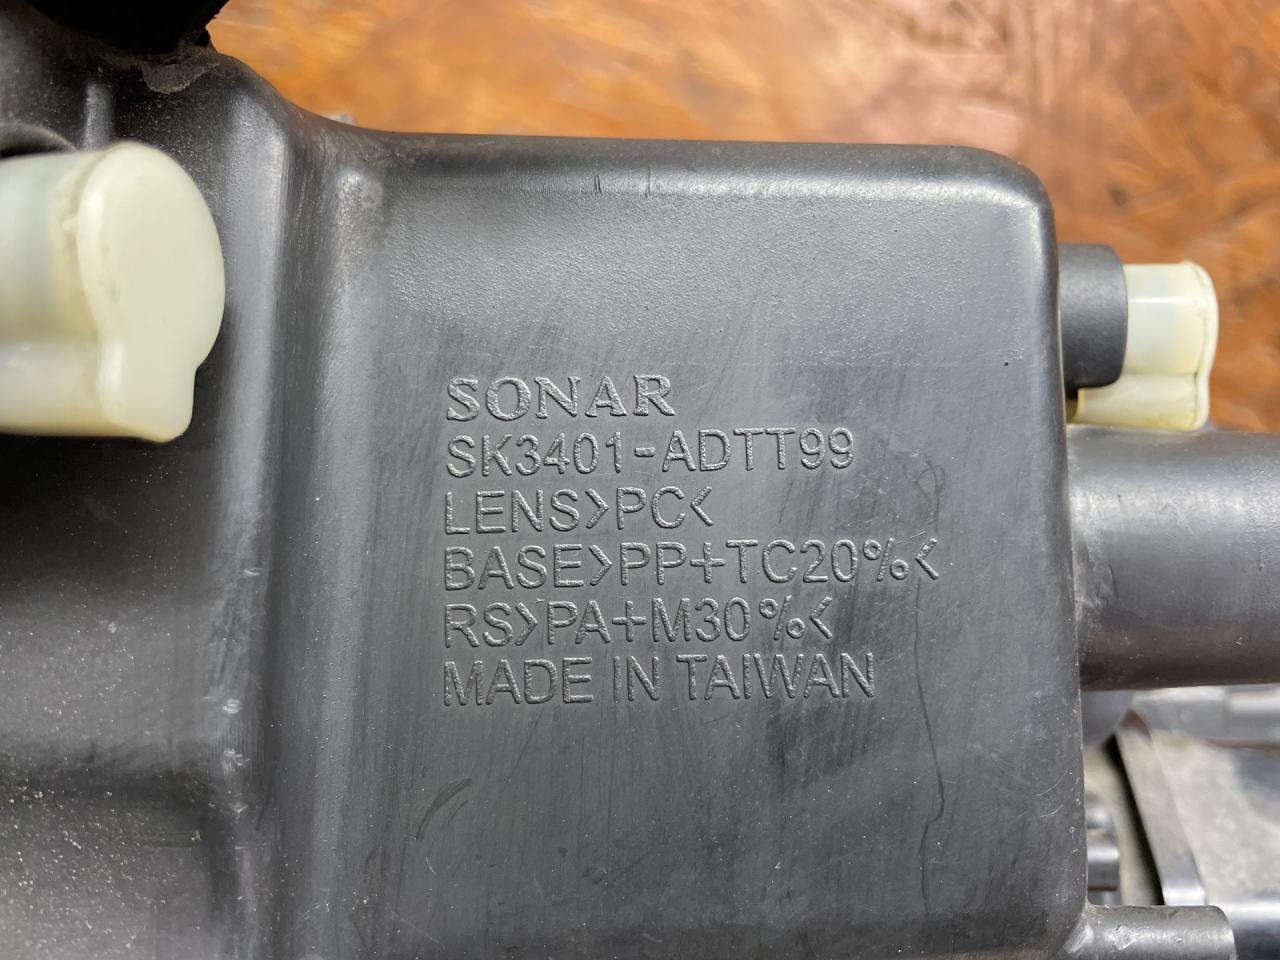 SONAR
SK3401-ADTT99
LENS>PC<
BASE>PP+TC20%<
RS>PA+M30%<
MADE IN TAIWAN